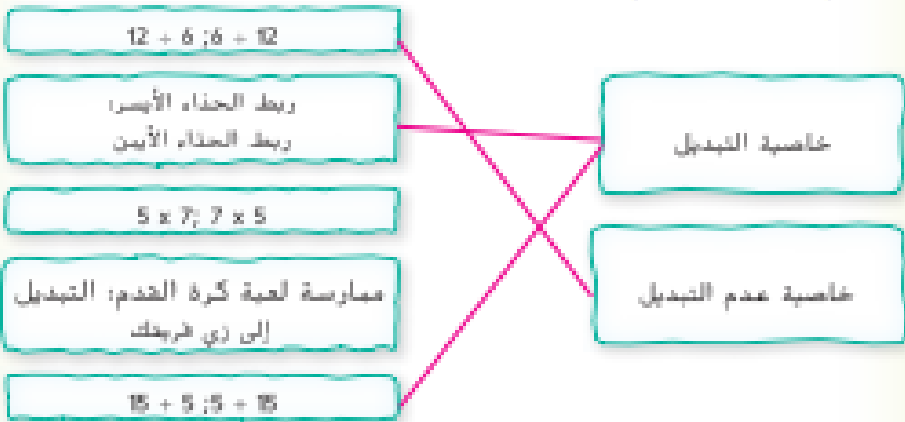 12 ÷ 6 ;6 ÷ 12
ربط الحذاء الأيسر؛
ربط الحذاء الأيمن
5 x 7; 7 x 5
ممارسة لعبة كرة القدم؛ التبديل
إلى زي فريقك
15 + 5 ;5 + 15
خاصية التبديل
خاصية عدم التبديل